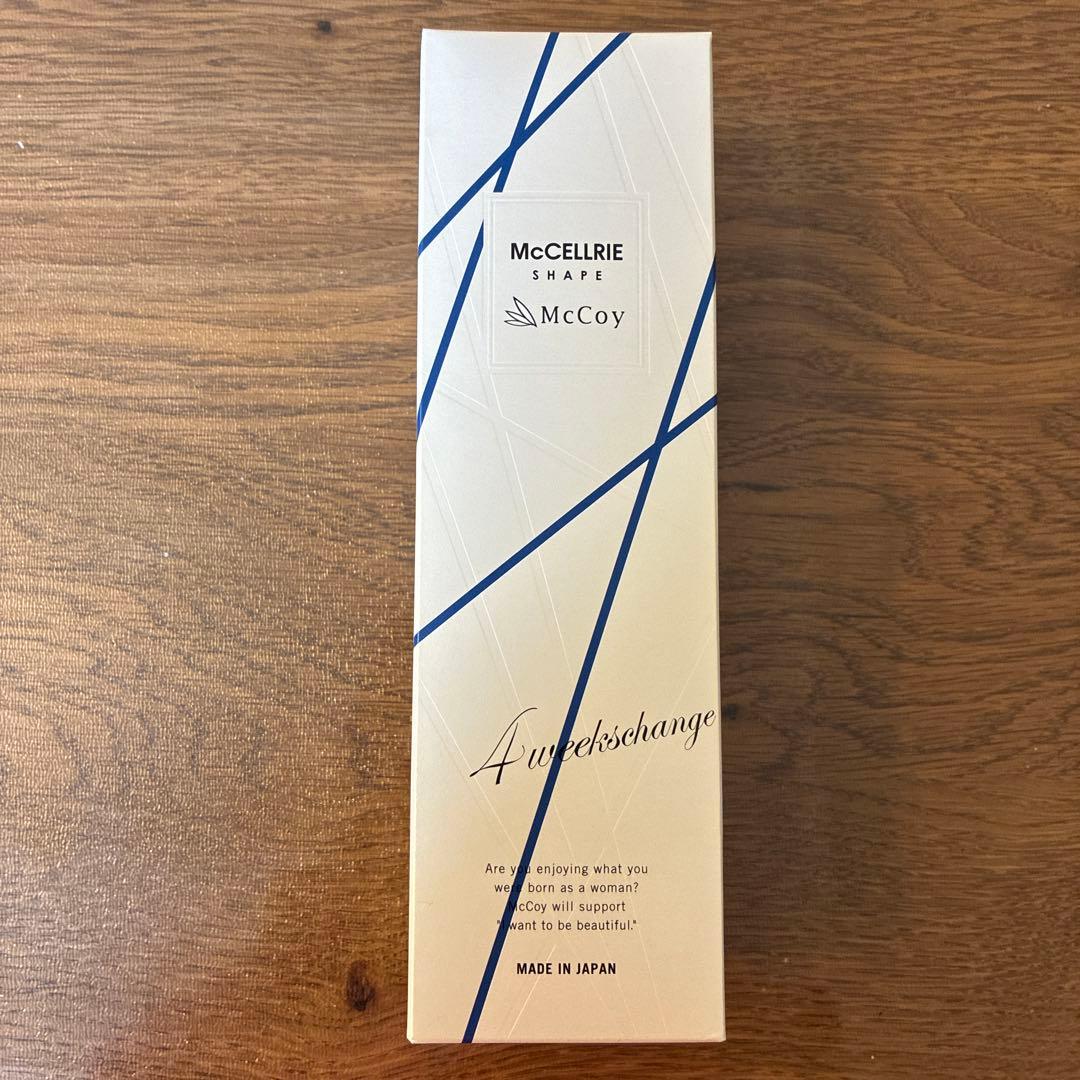 McCELLRIE
SHAPE
McCoy
4weekschange
Are you enjoying what you
were born as a woman?
McCoy will support
"I want to be beautiful."
MADE IN JAPAN